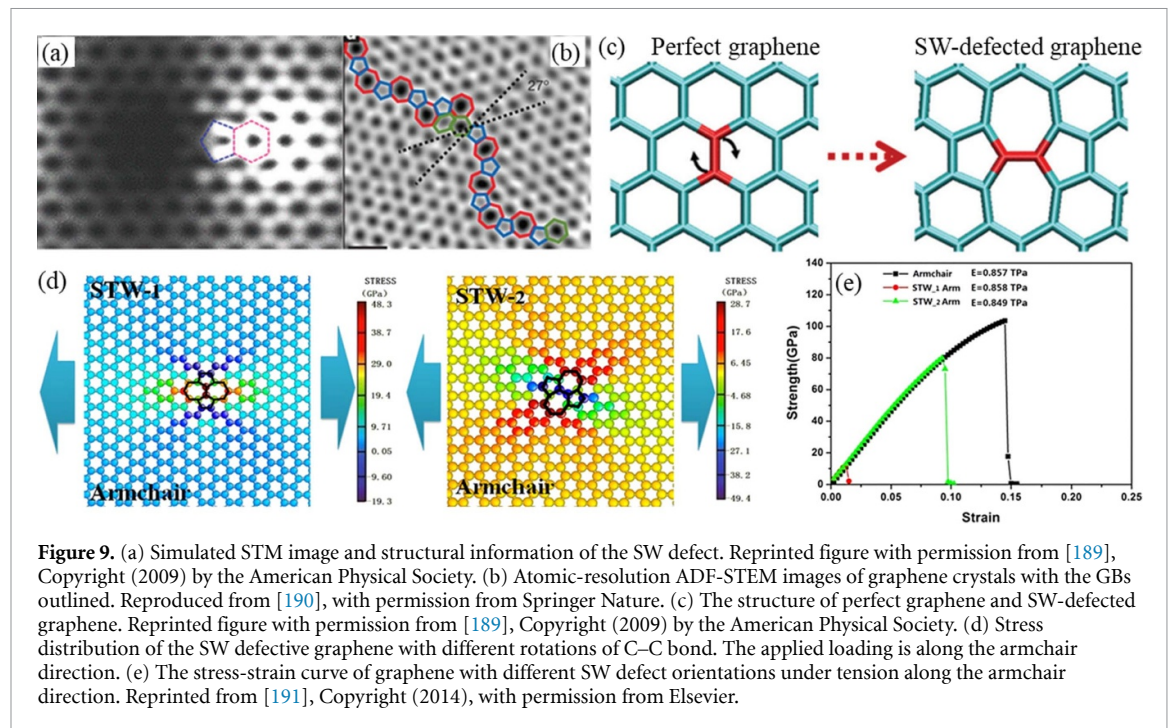 (a)
(b)
27°
(c)
Perfect graphene
SW-defected graphene
(d)
STW-1
Armchair
STRESS
(GPa)
48.3
38.7
29.0
19.4
9.71
0.05
-9.60
-19.3
STW-2
Armchair
STRESS
(GPa)
28.7
17.6
6.45
-4.68
-15.8
-27.1
-38.2
-49.4
(e)
Armchair E=0.857 TPa
STW_1 Arm E=0.858 TPa
STW_2 Arm E=0.849 TPa
Strength(GPa)
140
120
100
80
60
40
20
0
0.00 0.05 0.10 0.15 0.20 0.25
Strain
Figure 9. (a) Simulated STM image and structural information of the SW defect. Reprinted figure with permission from [189],
Copyright (2009) by the American Physical Society. (b) Atomic-resolution ADF-STEM images of graphene crystals with the GBs
outlined. Reproduced from [190], with permission from Springer Nature. (c) The structure of perfect graphene and SW-defected
graphene. Reprinted figure with permission from [189], Copyright (2009) by the American Physical Society. (d) Stress
distribution of the SW defective graphene with different rotations of C–C bond. The applied loading is along the armchair
direction. (e) The stress-strain curve of graphene with different SW defect orientations under tension along the armchair
direction. Reprinted from [191], Copyright (2014), with permission from Elsevier.